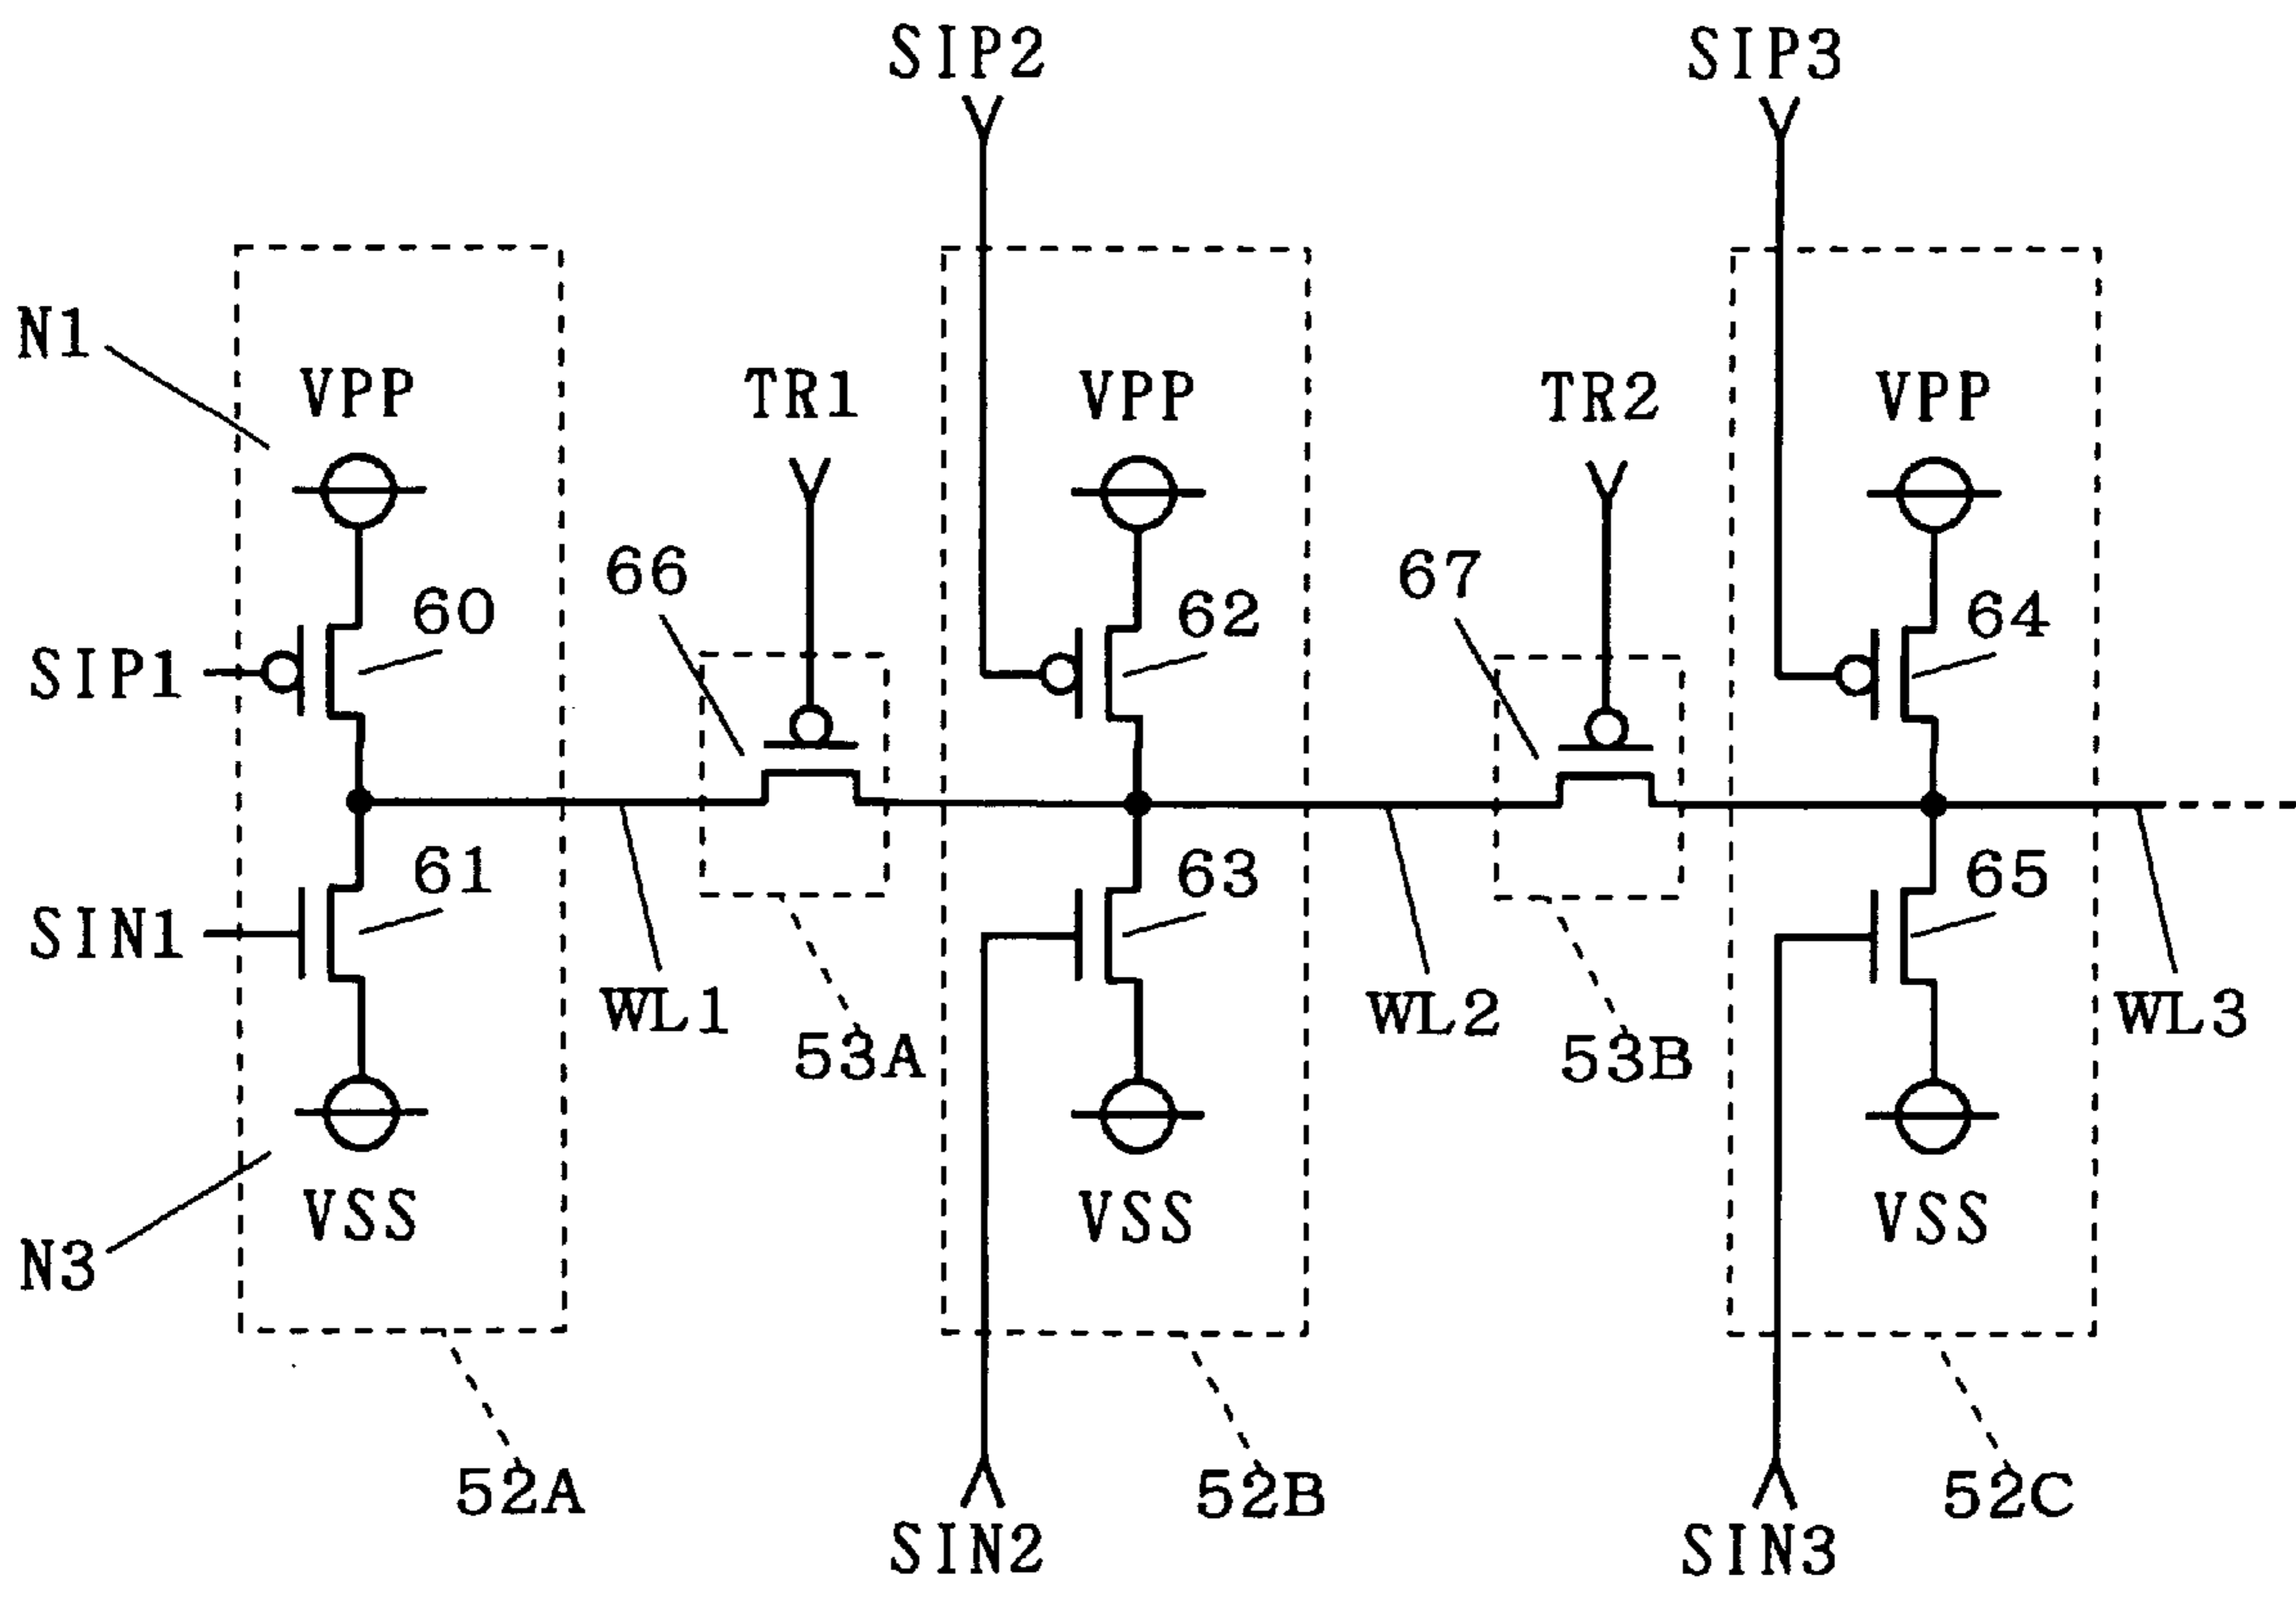 SIP2 SIP3
N1
VPP TR1 VPP TR2 VPP
66 67
60 62 64
SIP1
61 63 65
SIN1
WL1 WL2 WL3
53A 53B
VSS VSS VSS
N3
52A 52B 52C
SIN2 SIN3